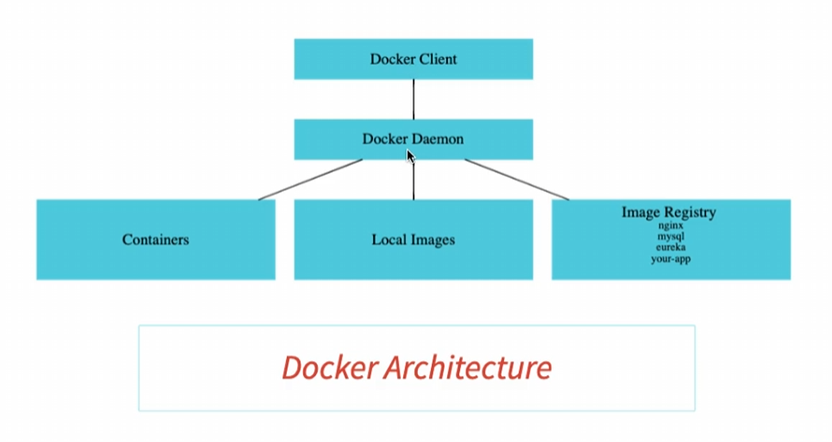 Docker Client
Docker Daemon
Containers
Local Images
Image Registry
nginx
mysql
eureka
your-app
Docker Architecture